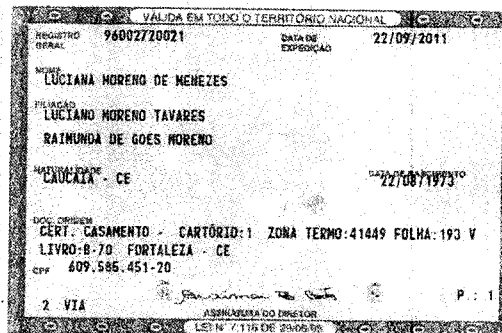 VÁLIDA EM TODO O TERRITÓRIO NACIONAL
REGISTRO GERAL 96002720021 DATA DE EXPEDIÇÃO 22/09/2011
NOME
LUCIANA MORENO DE MENEZES
FILIAÇÃO
LUCIANO MORENO TAVARES
RAIMUNDA DE GOES MORENO
NATURALIDADE DATA DE NASCIMENTO
CAUCAIA - CE 22/08/1973
DOC. ORIGEM
CERT. CASAMENTO - CARTÓRIO:1 ZONA TERMO:41449 FOLHA:193 V
LIVRO:B-70 FORTALEZA - CE
CPF 609.585.451-20
2 VIA P.: 1
ASSINATURA DO DIRETOR
LEI Nº 7.116 DE 29/08/83